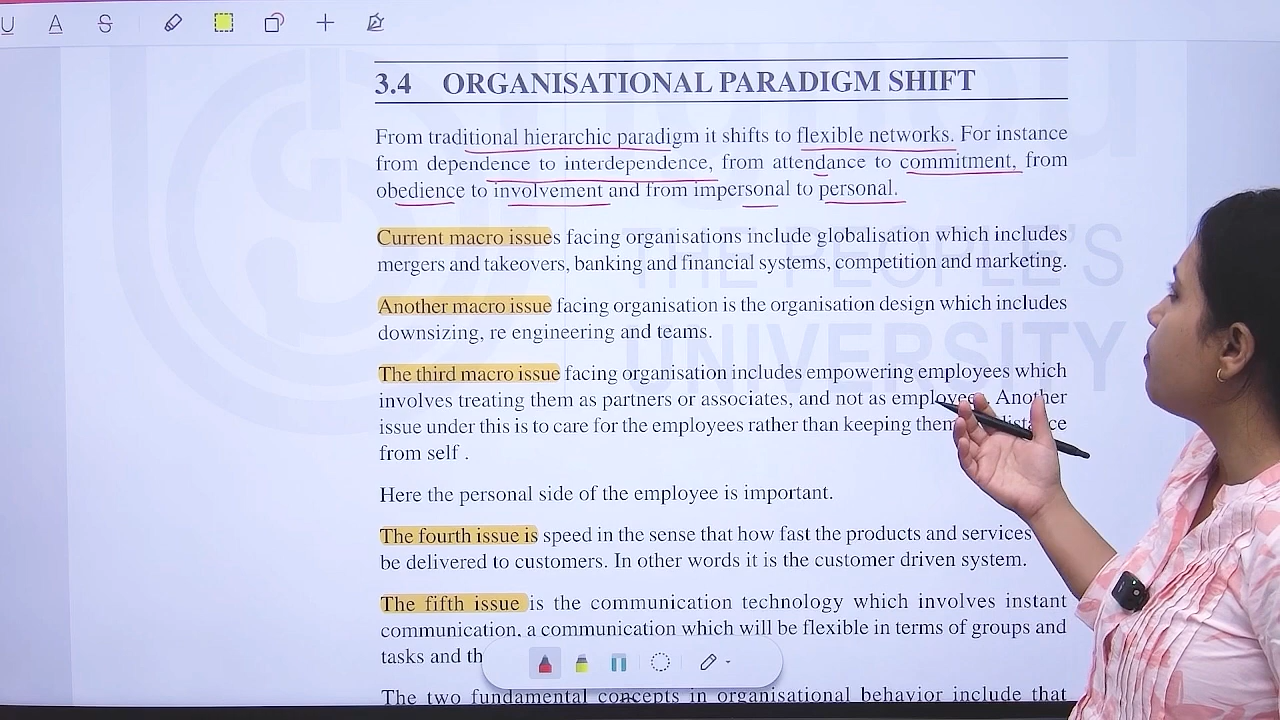 3.4 ORGANISATIONAL PARADIGM SHIFT
From traditional hierarchic paradigm it shifts to flexible networks. For instance
from dependence to interdependence, from attendance to commitment, from
obedience to involvement and from impersonal to personal.
Current macro issues facing organisations include globalisation which includes
mergers and takeovers, banking and financial systems, competition and marketing.
Another macro issue facing organisation is the organisation design which includes
downsizing, re engineering and teams.
The third macro issue facing organisation includes empowering employees which
involves treating them as partners or associates, and not as Another
issue under this is to care for the employees rather than keeping
from self .
Here the personal side of the employee is important.
The fourth issue is speed in the sense that how fast the products and services
be delivered to customers. In other words it is the customer driven system.
The fifth issue is the communication technology which involves instant
communication, a communication which will be flexible in terms of groups and
tasks and
The two fundamental concepts in organisational behavior include that
THE PEOPLE'S
UNIVERSITY